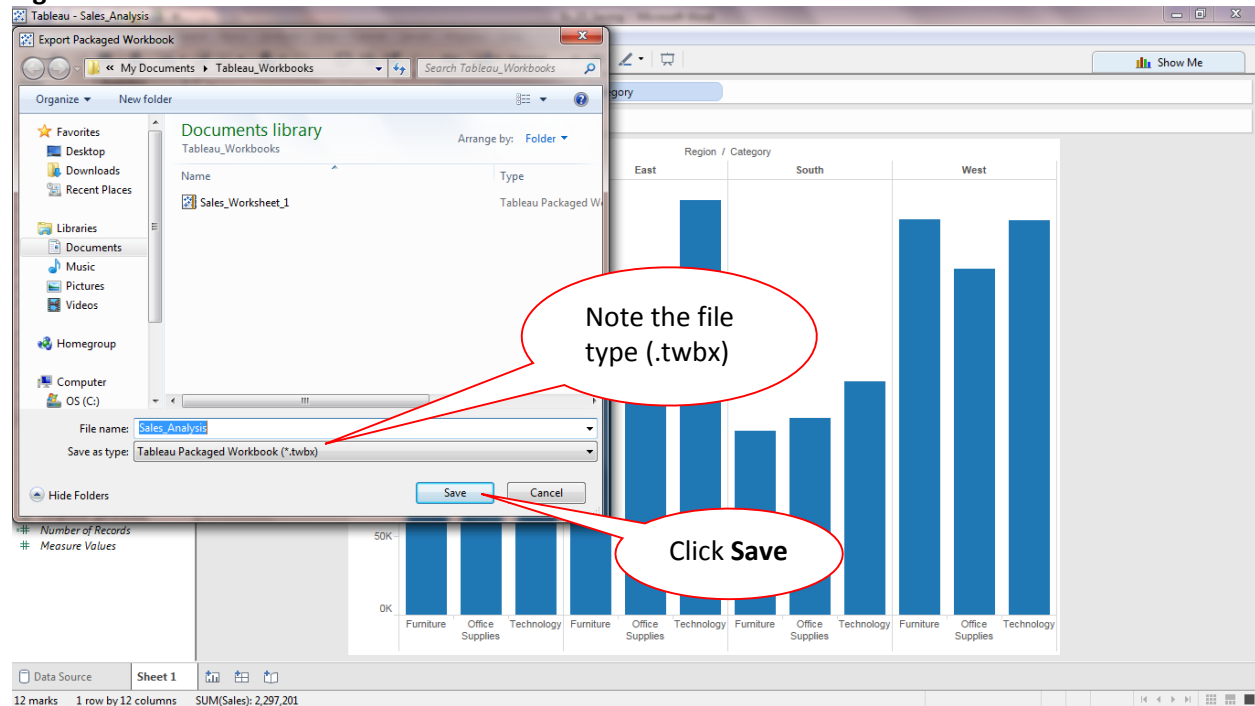 Tableau - Sales_Analysis
Export Packaged Workbook
« My Documents ▸ Tableau_Workbooks
Search Tableau_Workbooks
Show Me
Organize ▼ New folder
Favorites
Desktop
Downloads
Recent Places
Libraries
Documents
Music
Pictures
Videos
Homegroup
Computer
OS (C:)
Documents library
Tableau_Workbooks
Arrange by: Folder ▼
Name Type
Sales_Worksheet_1 Tableau Packaged W
File name: Sales_Analysis
Save as type: Tableau Packaged Workbook (*.twbx)
Hide Folders
Save Cancel
Note the file
type (.twbx)
Click Save
Number of Records
Measure Values
egory
Region / Category
East South West
50K
0K
Furniture Office Supplies Technology Furniture Office Supplies Technology Furniture Office Supplies Technology Furniture Office Supplies Technology
Data Source Sheet 1
12 marks 1 row by 12 columns SUM(Sales): 2,297,201